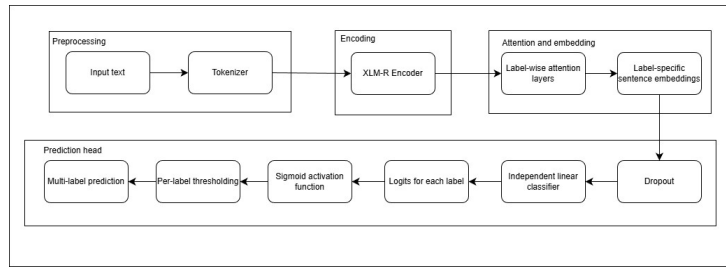 Preprocessing
Input text
Tokenizer
Encoding
XLM-R Encoder
Attention and embedding
Label-wise attention
layers
Label-specific
sentence embeddings
Prediction head
Multi-label prediction
Per-label thresholding
Sigmoid activation
function
Logits for each label
Independent linear
classifier
Dropout